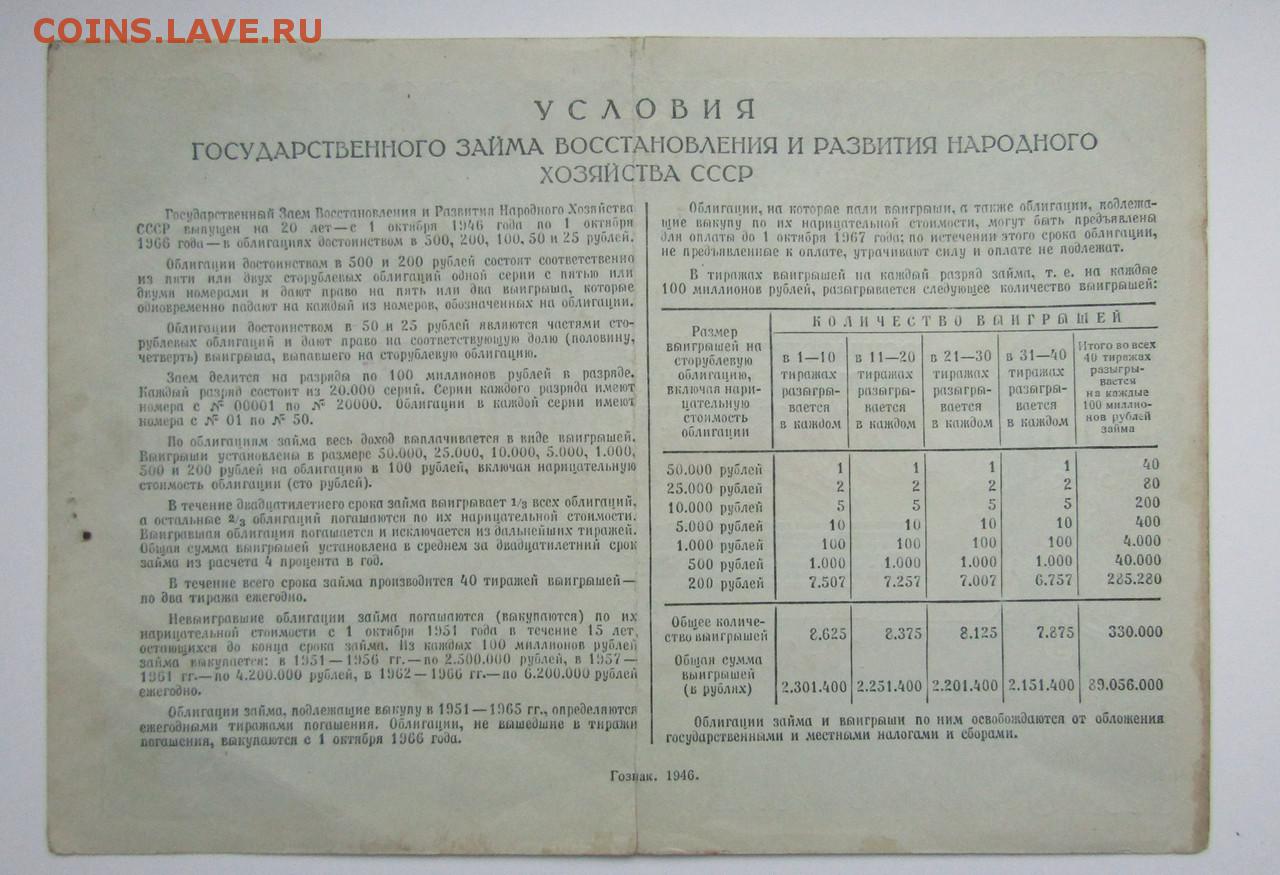 COINS.LAVE.RU
УСЛОВИЯ
ГОСУДАРСТВЕННОГО ЗАЙМА ВОССТАНОВЛЕНИЯ И РАЗВИТИЯ НАРОДНОГО
ХОЗЯЙСТВА СССР
Государственный Заем Восстановления и Развития Народного Хозяйства
СССР выпущен на 20 лет—с 1 октября 1946 года по 1 октября
1966 года—в облигациях достоинством в 500, 200, 100, 50 и 25 рублей.
Облигации достоинством в 500 и 200 рублей состоят соответственно
из пяти или двух сторублевых облигаций одной серии с пятью или
двумя номерами и дают право на пять или два выигрыша, которые
одновременно падают на каждый из номеров, обозначенных на облигации.
Облигации достоинством в 50 и 25 рублей являются частями сто-
рублевых облигаций и дают право на соответствующую долю (половину,
четверть) выигрыша, выпавшего на сторублевую облигацию.
Заем делится на разряды по 100 миллионов рублей в разряде.
Каждый разряд состоит из 20.000 серий. Серии каждого разряда имеют
номера с № 00001 по № 20000. Облигации в каждой серии имеют
номера с № 01 по № 50.
По облигациям займа весь доход выплачивается в виде выигрышей.
Выигрыши установлены в размере 50.000, 25.000, 10.000, 5.000, 1.000,
500 и 200 рублей на облигацию в 100 рублей, включая нарицательную
стоимость облигации (сто рублей).
В течение двадцатилетнего срока займа выигрывает 1/3 всех облигаций,
а остальные 2/3 облигаций погашаются по их нарицательной стоимости.
Выигравшая облигация погашается и исключается из дальнейших тиражей.
Общая сумма выигрышей установлена в среднем за двадцатилетний срок
займа из расчета 4 процента в год.
В течение всего срока займа производится 40 тиражей выигрышей—
по два тиража ежегодно.
Невыигравшие облигации займа погашаются (выкупаются) по их
нарицательной стоимости с 1 октября 1951 года в течение 15 лет,
остающихся до конца срока займа. Из каждых 100 миллионов рублей
займа выкупается: в 1951—1956 гг.—по 2.500.000 рублей, в 1957—
1961 гг.—по 4.200.000 рублей, в 1962—1966 гг—по 6.200.000 рублей
ежегодно.
Облигации займа, подлежащие выкупу в 1951—1965 гг., определяются
ежегодными тиражами погашения. Облигации, не вышедшие в тиражи
погашения, выкупаются с 1 октября 1966 года.
Облигации, на которые пали выигрыши, а также облигации, подлежа-
щие выкупу по их нарицательной стоимости, могут быть предъявлены
для оплаты до 1 октября 1967 года; по истечении этого срока облигации,
не предъявленные к оплате, утрачивают силу и оплате не подлежат.
В тиражах выигрышей на каждый разряд займа, т. е. на каждые
100 миллионов рублей, разыгрывается следующее количество выигрышей:
Размер
выигрышей на
сторублевую
облигацию,
включая нари-
цательную
стоимость
облигации
КОЛИЧЕСТВО ВЫИГРЫШЕЙ
в 1—10
тиражах
разыгры-
вается
в каждом
в 11—20
тиражах
разыгры-
вается
в каждом
в 21—30
тиражах
разыгры-
вается
в каждом
в 31—40
тиражах
разыгры-
вается
в каждом
Итого во всех
40 тиражах
разыгры-
вается
на каждые
100 миллио-
нов рублей
займа
50.000 рублей 1 1 1 1 40
25.000 рублей 2 2 2 2 80
10.000 рублей 5 5 5 5 200
5.000 рублей 10 10 10 10 400
1.000 рублей 100 100 100 100 4.000
500 рублей 1.000 1.000 1.000 1.000 40.000
200 рублей 7.507 7.257 7.007 6.757 285.280
Общее количе-
ство выигрышей 8.625 8.375 8.125 7.875 330.000
Общая сумма
выигрышей
(в рублях) 2.301.400 2.251.400 2.201.400 2.151.400 89.056.000
Облигации займа и выигрыши по ним освобождаются от обложения
государственными и местными налогами и сборами.
Гознак. 1946.